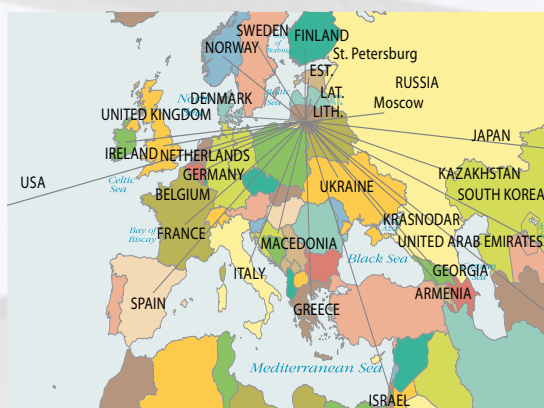 SWEDEN
FINLAND
NORWAY
St. Petersburg
EST.
RUSSIA
LAT.
DENMARK
Moscow
LITH.
UNITED KINGDOM
JAPAN
IRELAND
NETHERLANDS
GERMANY
KAZAKHSTAN
USA
Celtic
Sea
UKRAINE
BELGIUM
SOUTH KOREA
KRASNODAR
Bay of
Biscay
FRANCE
MACEDONIA
UNITED ARAB EMIRATES
Black Sea
ITALY
GEORGIA
ARMENIA
SPAIN
GREECE
Mediterranean Sea
ISRAEL